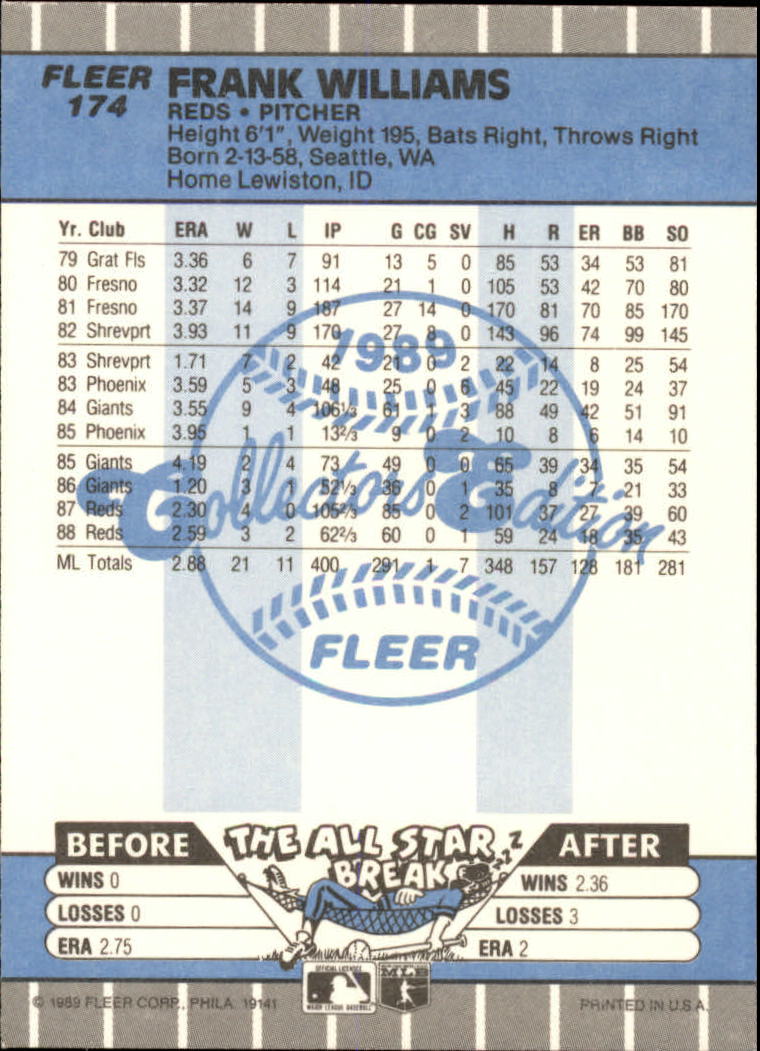 FLEER FRANK WILLIAMS
174
REDS • PITCHER
Height 6'1", Weight 195, Bats Right, Throws Right
Born 2-13-58, Seattle, WA
Home Lewiston, ID
Yr. Club ERA W L IP G CG SV H R ER BB SO
79 Grat Fls 3.36 6 7 91 13 5 0 85 53 34 53 81
80 Fresno 3.32 12 3 114 21 1 0 105 53 42 70 80
81 Fresno 3.37 14 9 187 27 14 0 170 81 70 85 170
82 Shrevprt 3.93 11 9 170 27 8 0 143 96 74 99 145
83 Shrevprt 1.71 7 2 42 21 0 2 22 14 8 25 54
83 Phoenix 3.59 5 3 48 25 0 6 45 22 19 24 37
84 Giants 3.55 9 4 106⅓ 61 1 3 88 49 42 51 91
85 Phoenix 3.95 1 1 13⅔ 9 0 2 10 8 6 14 10
85 Giants 4.19 2 4 73 49 0 0 65 39 34 35 54
86 Giants 1.20 3 1 52⅓ 36 0 1 35 8 7 21 33
87 Reds 2.30 4 0 105⅔ 85 0 2 101 37 27 39 60
88 Reds 2.59 3 2 62⅔ 60 0 1 59 24 18 35 43
ML Totals 2.88 21 11 400 291 1 7 348 157 128 181 281
1989
Collectors' Edition
FLEER
BEFORE THE ALL STAR BREAK AFTER
ZZZ
WINS 0 WINS 2.36
LOSSES 0 LOSSES 3
ERA 2.75 ERA 2
OFFICIAL LICENSEE
MAJOR LEAGUE BASEBALL
MLB
© 1989 FLEER CORP., PHILA. 19141 PRINTED IN U.S.A.